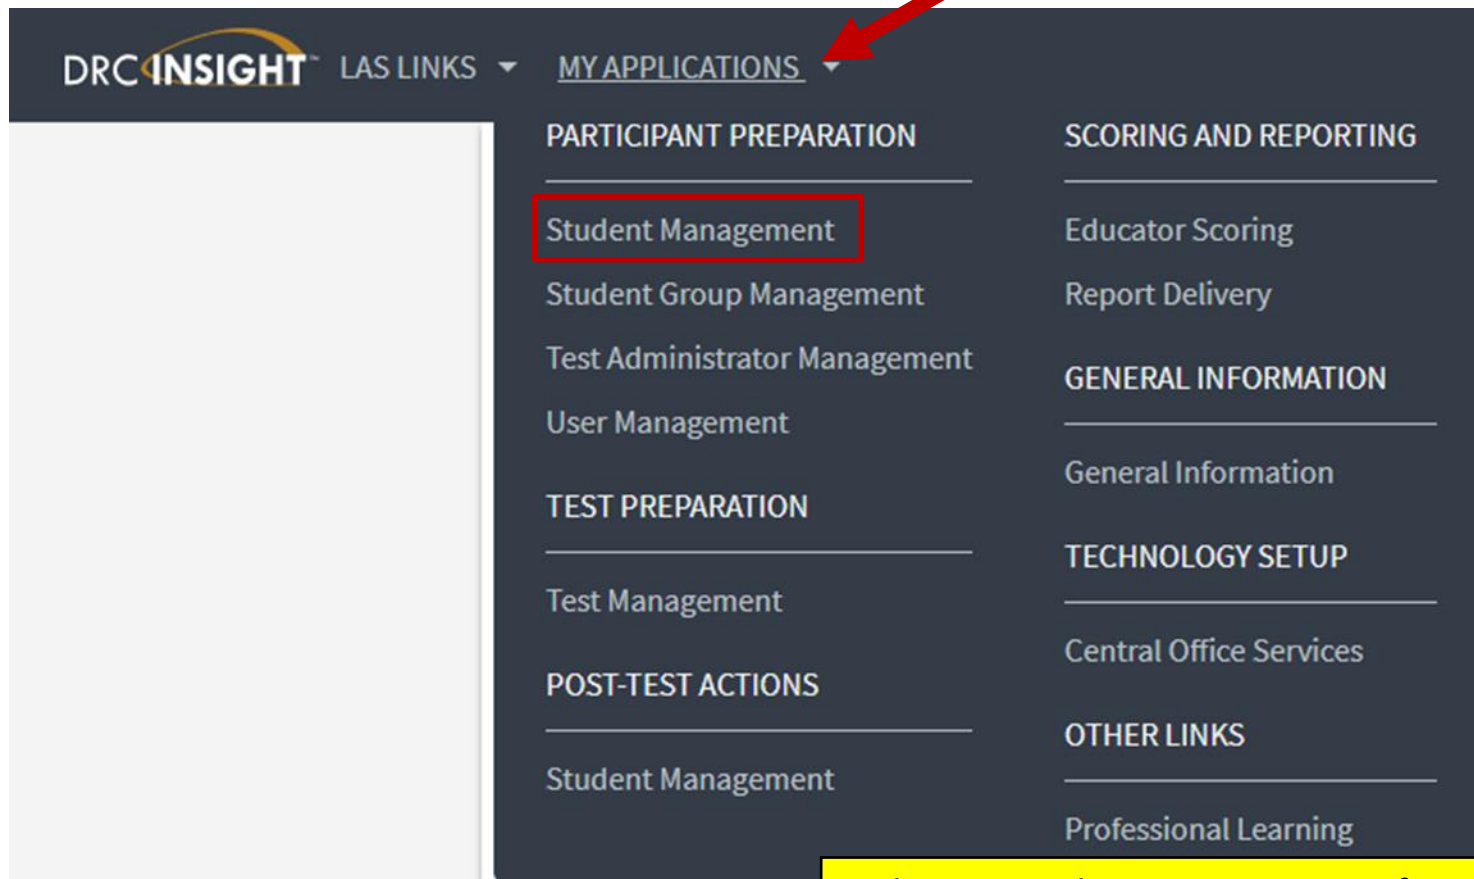 DRC INSIGHT™ LAS LINKS MY APPLICATIONS
PARTICIPANT PREPARATION
Student Management
Student Group Management
Test Administrator Management
User Management
TEST PREPARATION
Test Management
POST-TEST ACTIONS
Student Management
SCORING AND REPORTING
Educator Scoring
Report Delivery
GENERAL INFORMATION
General Information
TECHNOLOGY SETUP
Central Office Services
OTHER LINKS
Professional Learning